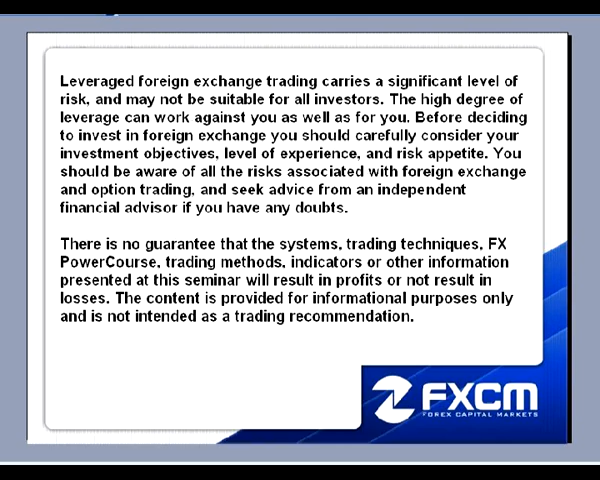 Leveraged foreign exchange trading carries a significant level of
risk, and may not be suitable for all investors. The high degree of
leverage can work against you as well as for you. Before deciding
to invest in foreign exchange you should carefully consider your
investment objectives, level of experience, and risk appetite. You
should be aware of all the risks associated with foreign exchange
and option trading, and seek advice from an independent
financial advisor if you have any doubts.
There is no guarantee that the systems, trading techniques, FX
PowerCourse, trading methods, indicators or other information
presented at this seminar will result in profits or not result in
losses. The content is provided for informational purposes only
and is not intended as a trading recommendation.
FXCM
FOREX CAPITAL MARKETS